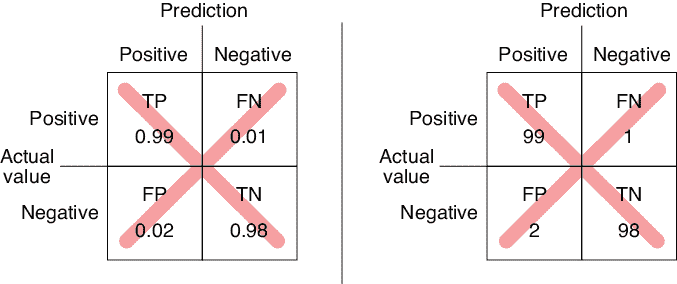 Prediction
Positive Negative
Positive
TP FN
0.99 0.01
Actual
value
FP TN
Negative
0.02 0.98
Prediction
Positive Negative
Positive
TP FN
99 1
Actual
value
FP TN
Negative
2 98